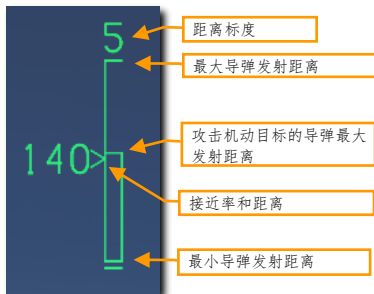 5
距离标度
最大导弹发射距离
攻击机动目标的导弹最大
发射距离
140
接近率和距离
最小导弹发射距离